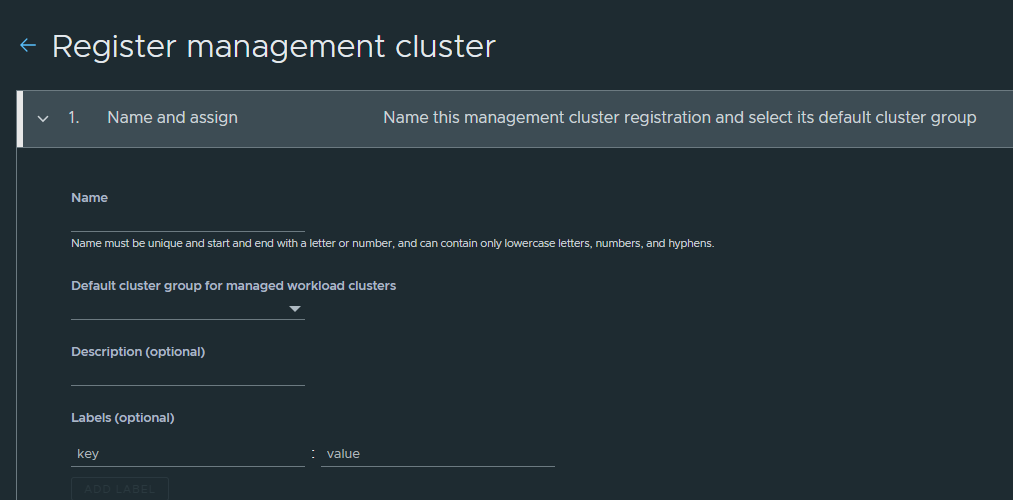 Register management cluster
1. Name and assign Name this management cluster registration and select its default cluster group
Name
Name must be unique and start and end with a letter or number, and can contain only lowercase letters, numbers, and hyphens.
Default cluster group for managed workload clusters
Description (optional)
Labels (optional)
key : value
ADD LABEL